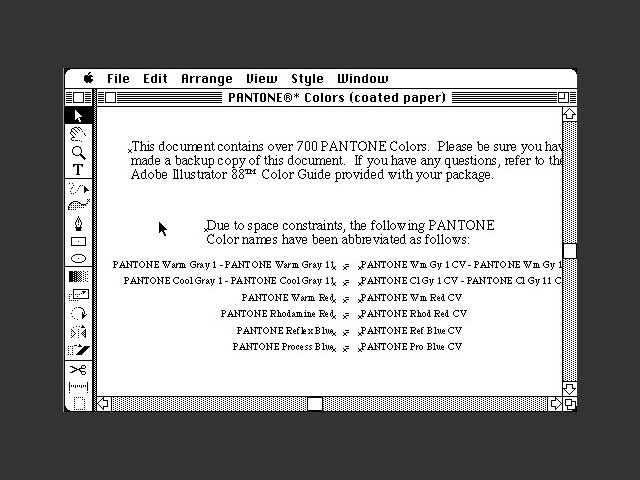 File Edit Arrange View Style Window
PANTONE®* Colors (coated paper)
T
This document contains over 700 PANTONE Colors. Please be sure you hav
made a backup copy of this document. If you have any questions, refer to the
Adobe Illustrator 88™ Color Guide provided with your package.
Due to space constraints, the following PANTONE
Color names have been abbreviated as follows:
PANTONE Warm Gray 1 - PANTONE Warm Gray 11 = PANTONE Wm Gy 1 CV - PANTONE Wm Gy 1
PANTONE Cool Gray 1 - PANTONE Cool Gray 11 = PANTONE Cl Gy 1 CV - PANTONE Cl Gy 11 C
PANTONE Warm Red = PANTONE Wm Red CV
PANTONE Rhodamine Red = PANTONE Rhod Red CV
PANTONE Reflex Blue = PANTONE Ref Blue CV
PANTONE Process Blue = PANTONE Pro Blue CV